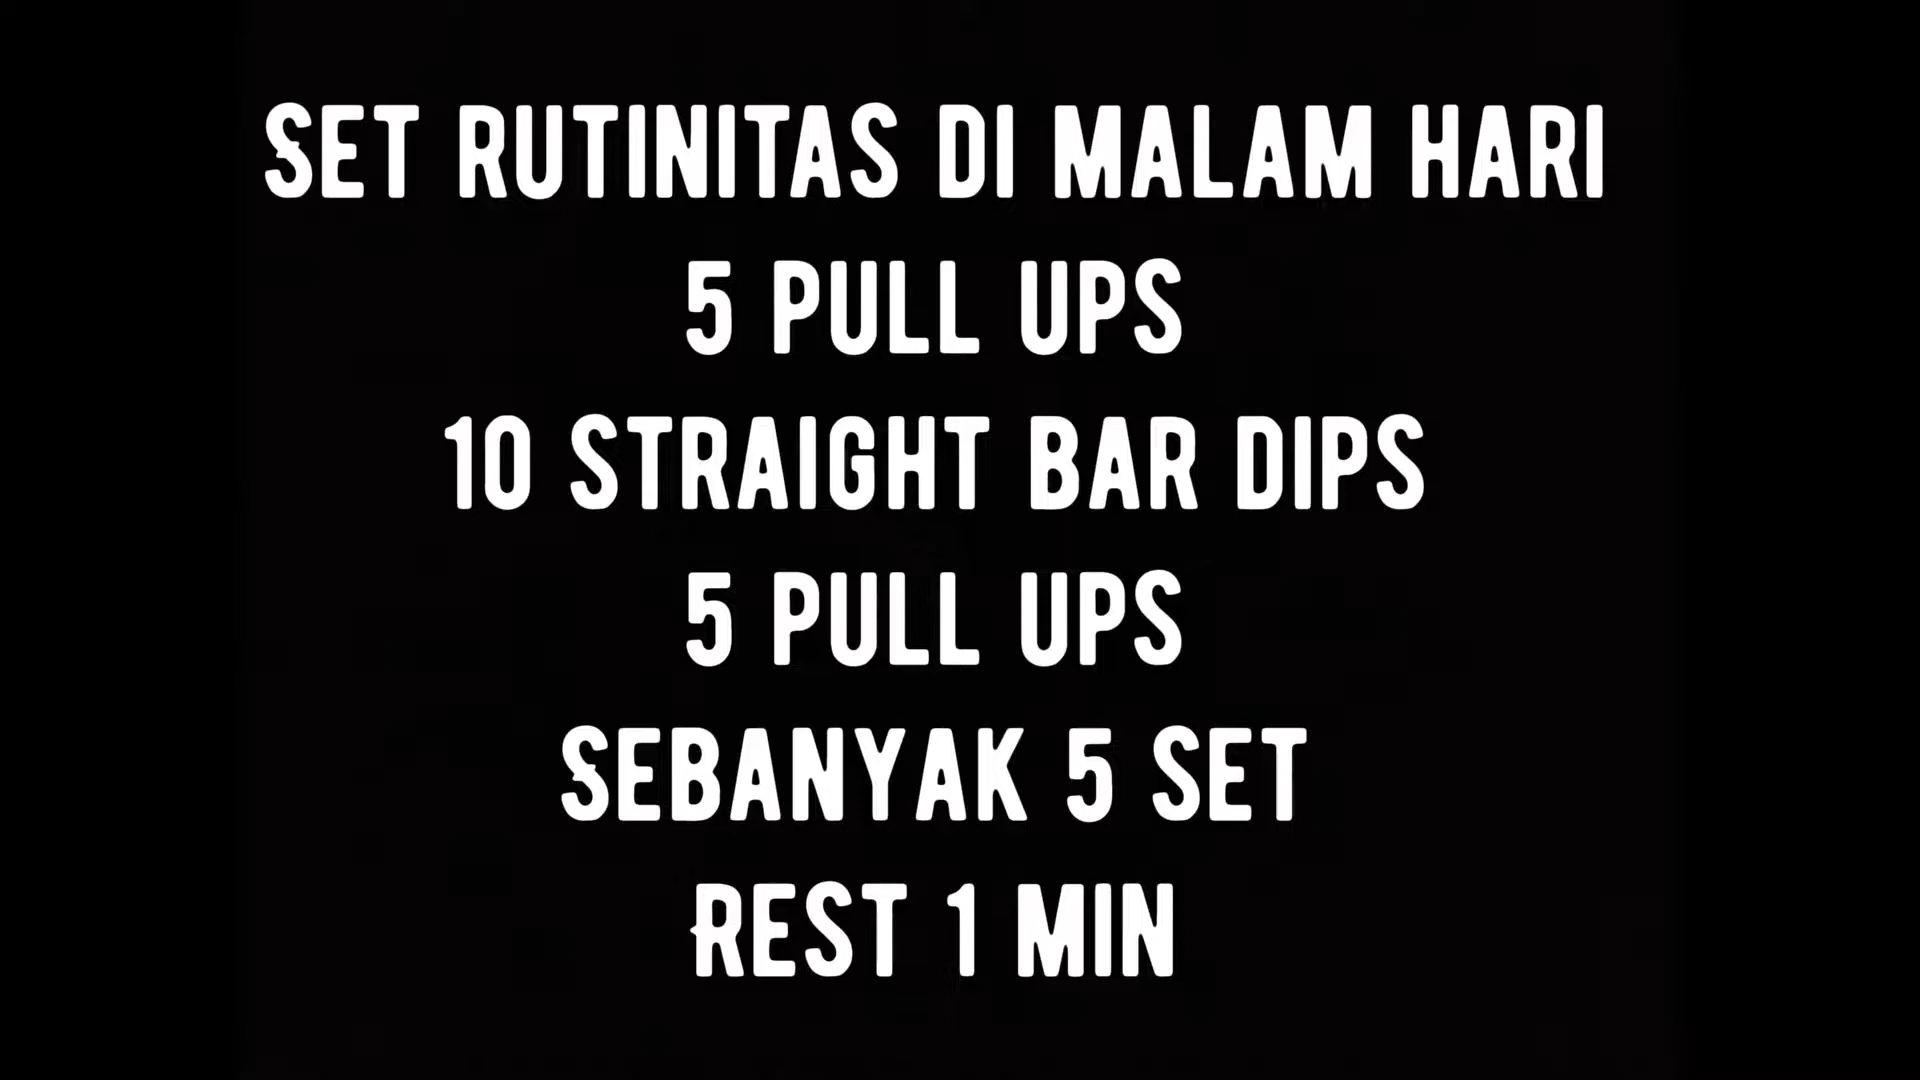 SET RUTINITAS DI MALAM HARI
5 PULL UPS
10 STRAIGHT BAR DIPS
5 PULL UPS
SEBANYAK 5 SET
REST 1 MIN